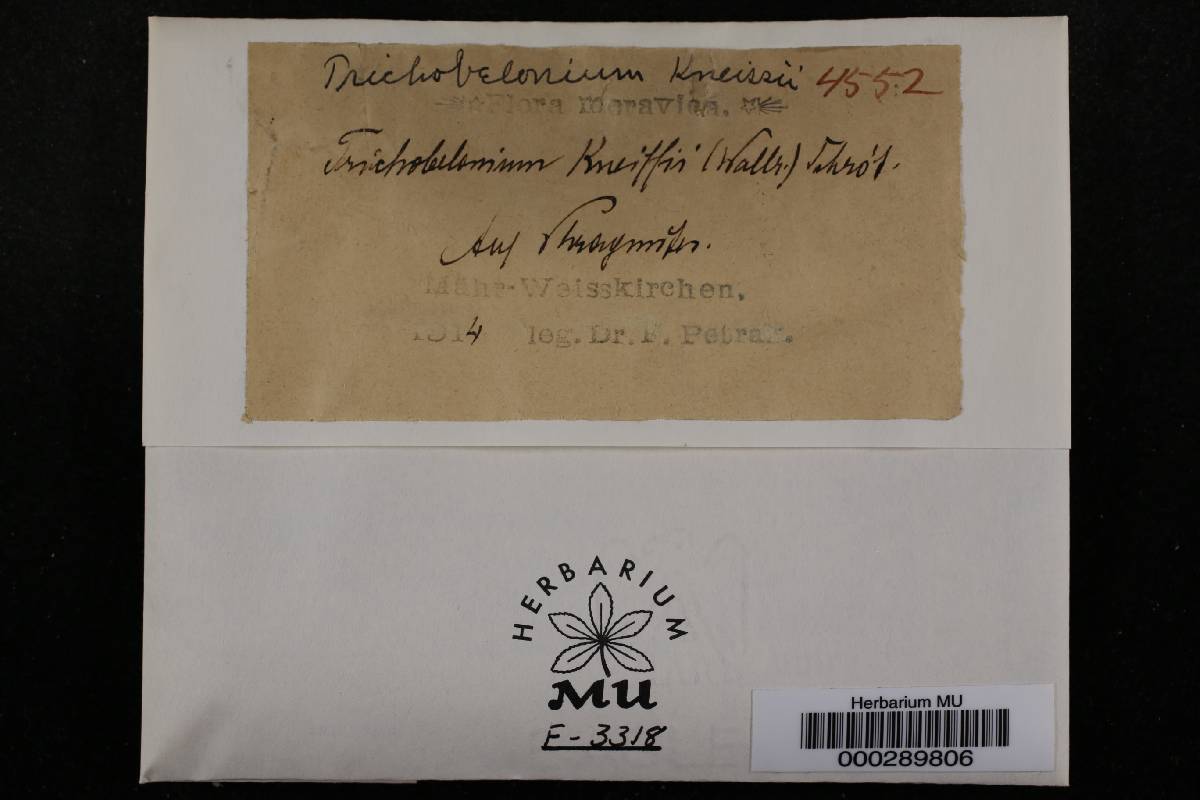 Trichobelonium Kneissii 4552
Flora moravica.
Trichobelonium Kneiffii (Wallr.) Schröt.
Auf Phragmites.
Mähr-Weisskirchen,
1914 leg. Dr. F. Petrak.
HERBARIUM
MU
F-3318
Herbarium MU
000289806